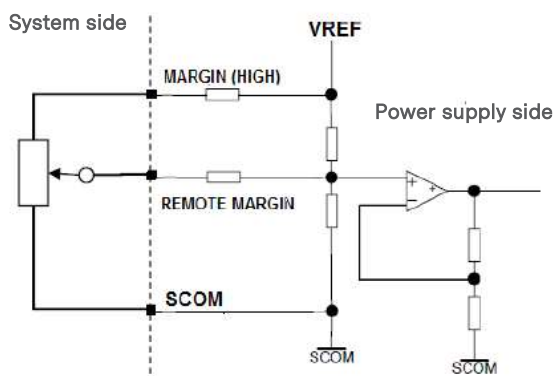 System side
VREF
MARGIN (HIGH)
Power supply side
+
+
−
REMOTE MARGIN
SCOM
SCOM
SCOM